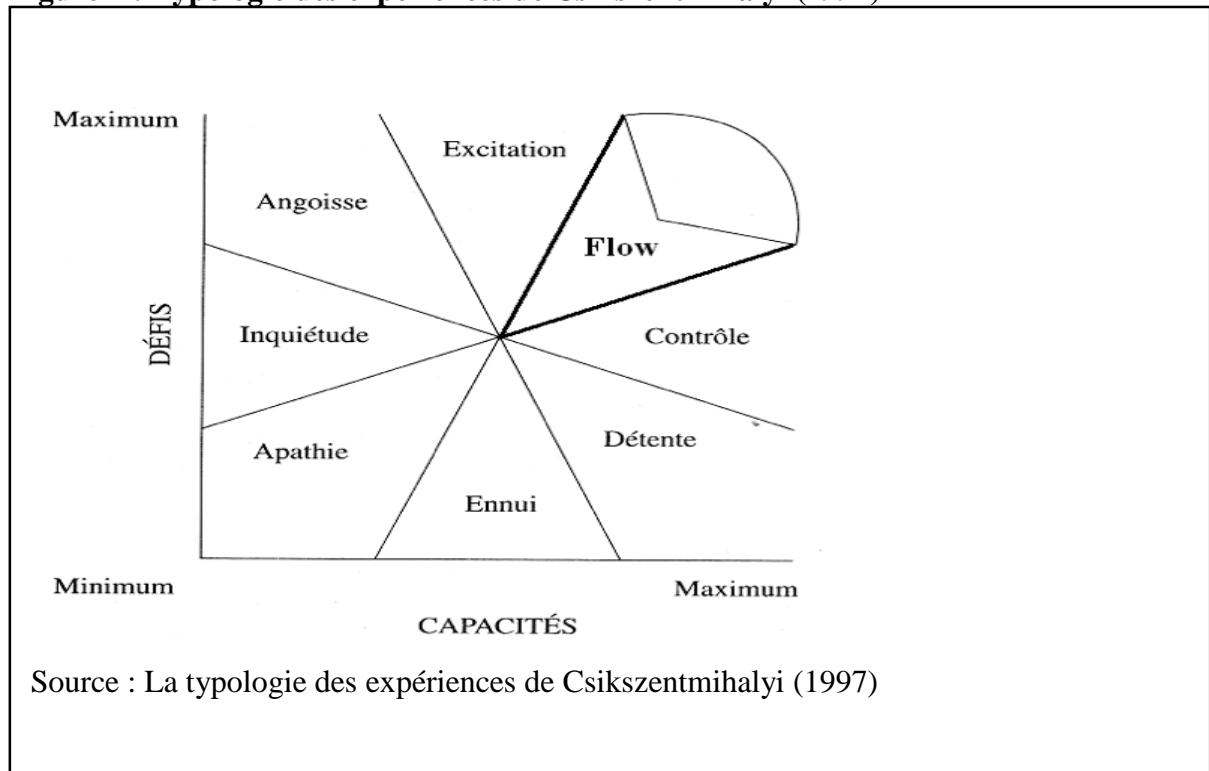 Maximum
Excitation
Angoisse
Flow
DÉFIS
Inquiétude
Contrôle
Détente
Apathie
Ennui
Minimum
Maximum
CAPACITÉS
Source : La typologie des expériences de Csikszentmihalyi (1997)